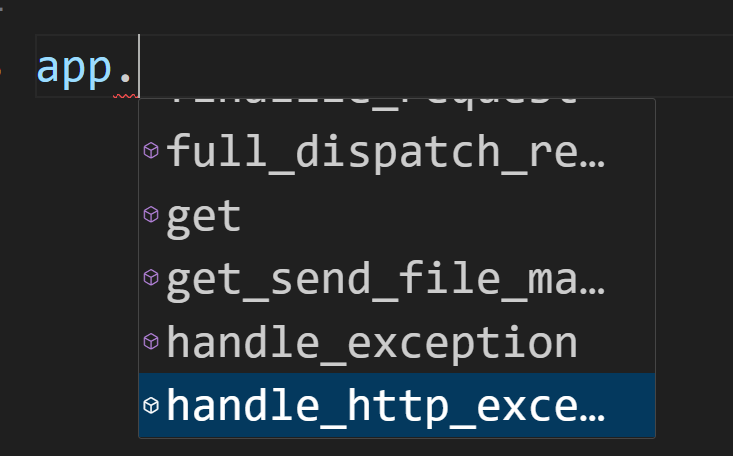 app.
full_dispatch_re…
get
get_send_file_ma…
handle_exception
handle_http_exce…